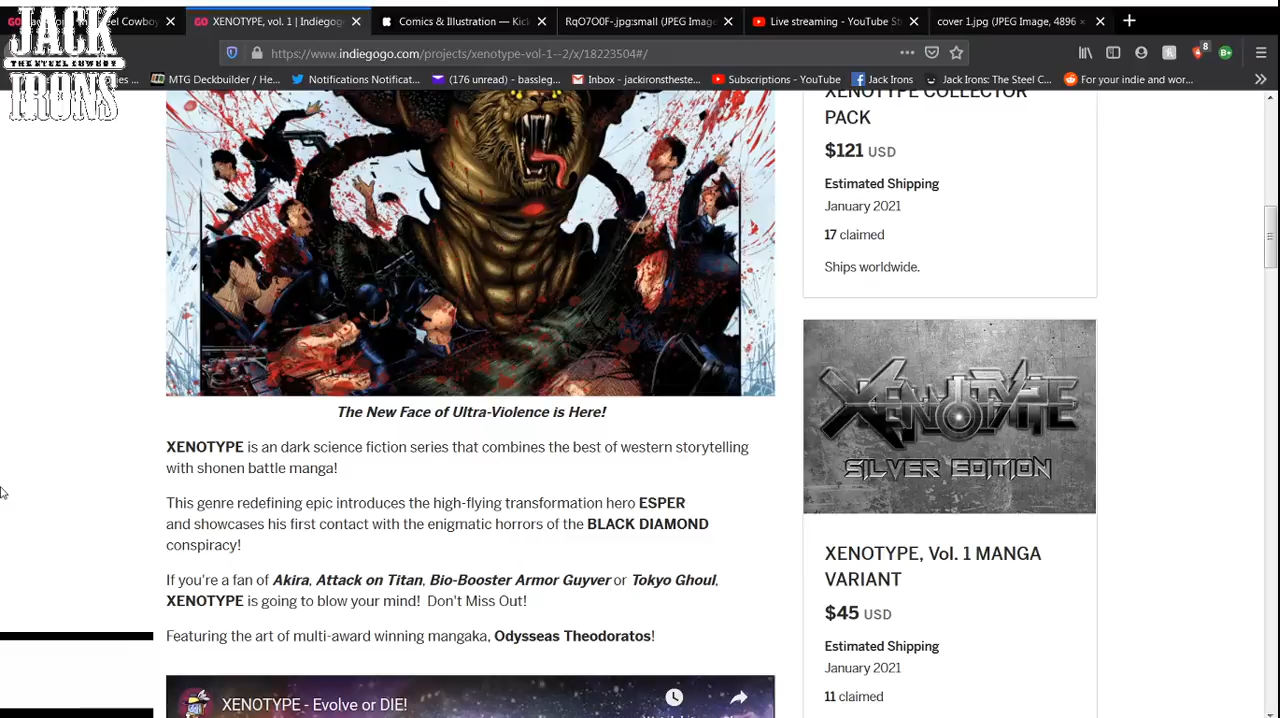 JACK
THE STEEL COWBOY
IRONS
eel Cowboy
XENOTYPE, vol. 1 | Indiegog
Comics & Illustration — Kick
RqO7O0F-.jpg:small (JPEG Image
Live streaming - YouTube St
cover 1.jpg (JPEG Image, 4896 ×
https://www.indiegogo.com/projects/xenotype-vol-1--2/x/18223504#/
8
MTG Deckbuilder / He...
Notifications Notificat...
(176 unread) - bassleg...
Inbox - jackironstheste...
Subscriptions - YouTube
Jack Irons
Jack Irons: The Steel C...
For your indie and wor...
XENOTYPE COLLECTOR
PACK
$121 USD
Estimated Shipping
January 2021
17 claimed
Ships worldwide.
The New Face of Ultra-Violence is Here!
XENOTYPE is an dark science fiction series that combines the best of western storytelling
with shonen battle manga!
This genre redefining epic introduces the high-flying transformation hero ESPER
and showcases his first contact with the enigmatic horrors of the BLACK DIAMOND
conspiracy!
If you're a fan of Akira, Attack on Titan, Bio-Booster Armor Guyver or Tokyo Ghoul,
XENOTYPE is going to blow your mind! Don't Miss Out!
Featuring the art of multi-award winning mangaka, Odysseas Theodoratos!
XENOTYPE - Evolve or DIE!
XENOTYPE
SILVER EDITION
XENOTYPE, Vol. 1 MANGA
VARIANT
$45 USD
Estimated Shipping
January 2021
11 claimed